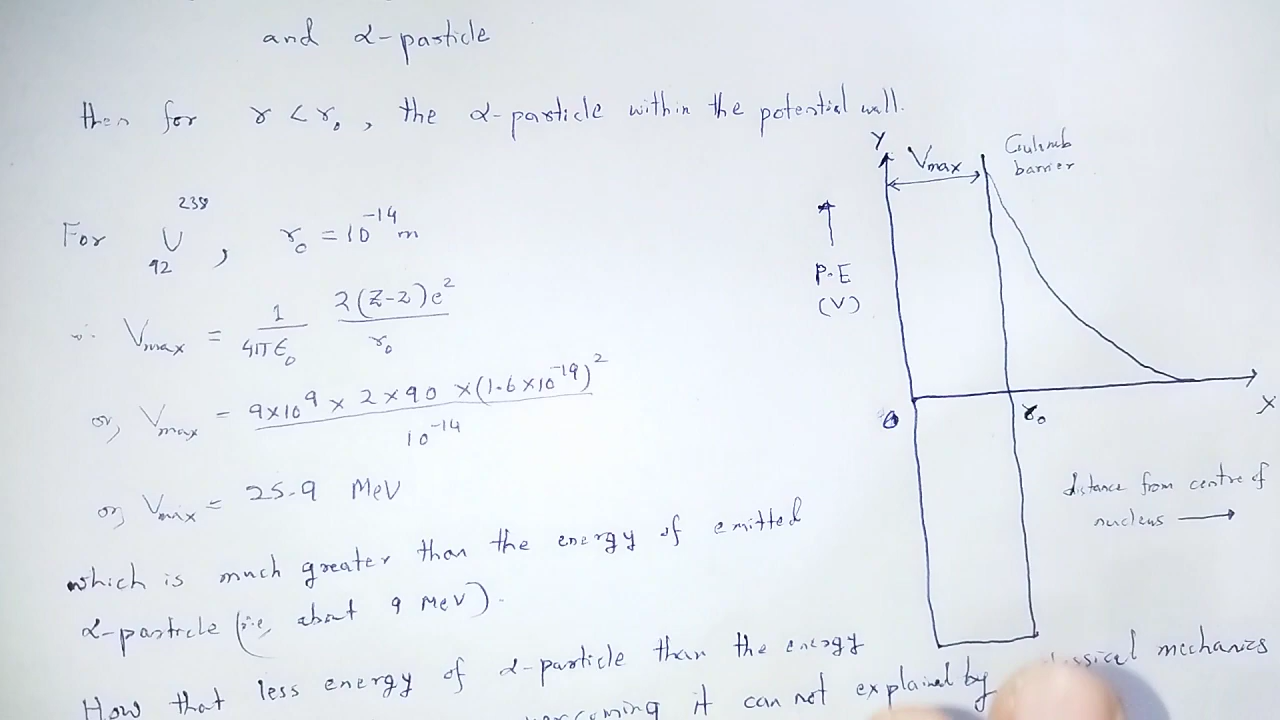 and α-particle
then for r < r₀, the α-particle within the potential wall.
For ₉₂U²³⁸, r₀ = 10⁻¹⁴ m
∴ Vmax = 1/4πε₀ 2(Z-2)e²/r₀
or, Vmax = 9×10⁹ × 2×90 ×(1.6×10⁻¹⁹)²/10⁻¹⁴
or, Vmax = 25.9 MeV
which is much greater than the energy of emitted
α-particle (i.e, about 9 MeV).
How that less energy of α-particle than the energy
it can not explained by mechanics
Y
Vmax
Coulomb
barrier
P.E
(V)
O
r₀
X
distance from centre of
nucleus →